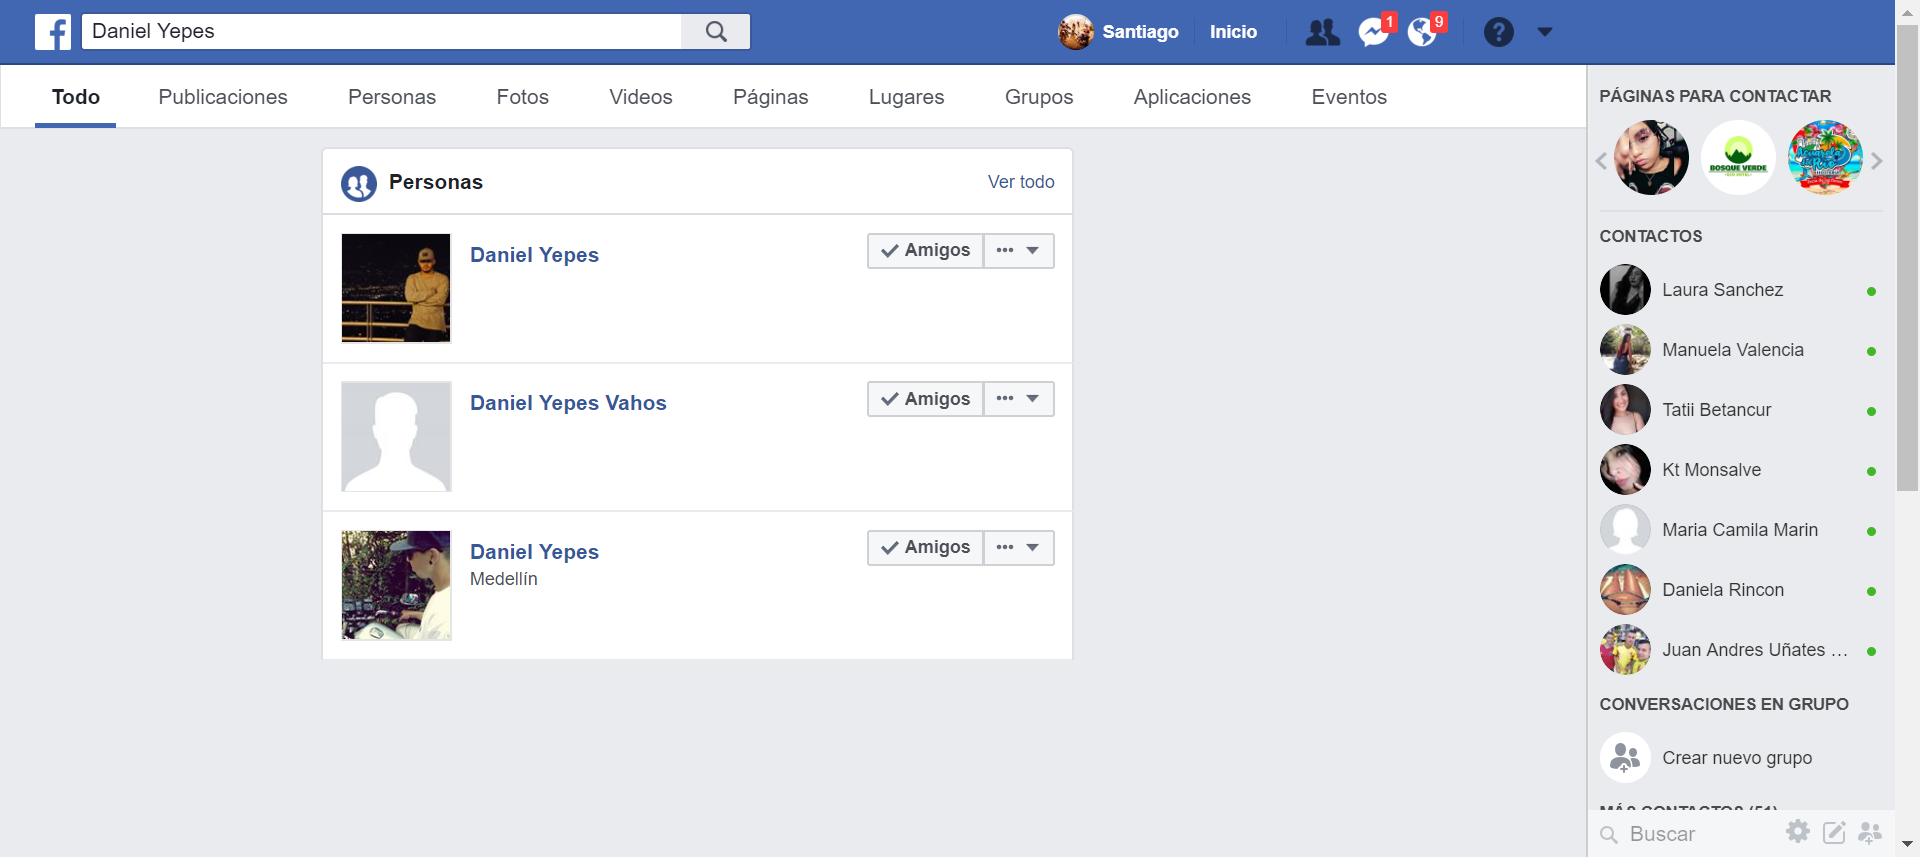 Daniel Yepes
Santiago
Inicio
1
9
Todo
Publicaciones
Personas
Fotos
Videos
Páginas
Lugares
Grupos
Aplicaciones
Eventos
Personas
Ver todo
Daniel Yepes
Amigos
Daniel Yepes Vahos
Amigos
Daniel Yepes
Medellín
Amigos
PÁGINAS PARA CONTACTAR
BOSQUE VERDE
CONTACTOS
Laura Sanchez
Manuela Valencia
Tatii Betancur
Kt Monsalve
Maria Camila Marin
Daniela Rincon
Juan Andres Uñates ...
CONVERSACIONES EN GRUPO
Crear nuevo grupo
MÁS CONTACTOS (51)
Buscar